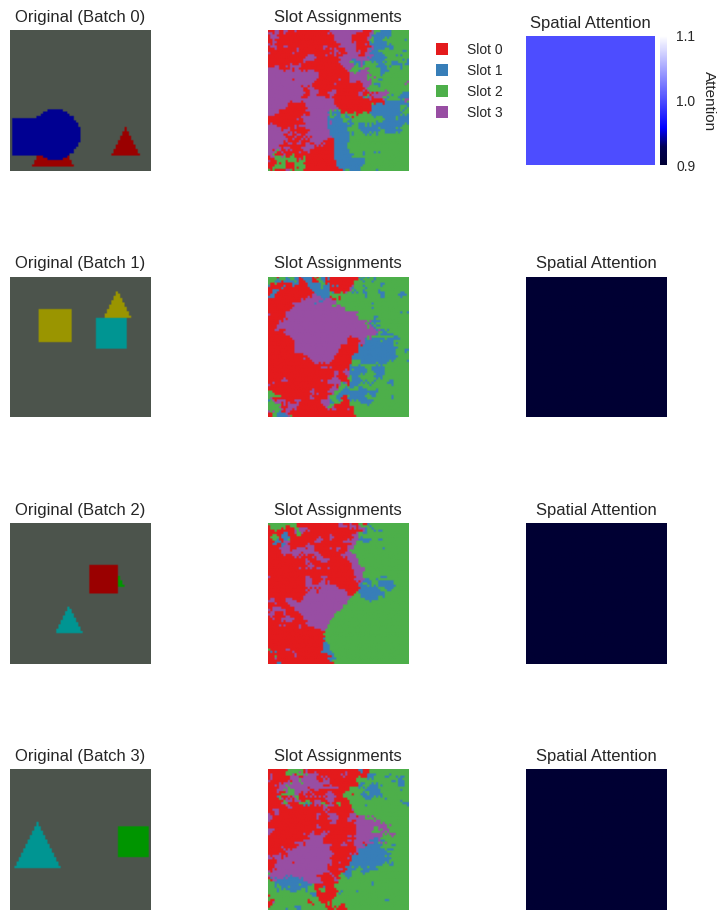 Original (Batch 0)
Slot Assignments
Spatial Attention
Slot 0
Slot 1
Slot 2
Slot 3
1.1
1.0
0.9
Attention
Original (Batch 1)
Slot Assignments
Spatial Attention
Original (Batch 2)
Slot Assignments
Spatial Attention
Original (Batch 3)
Slot Assignments
Spatial Attention